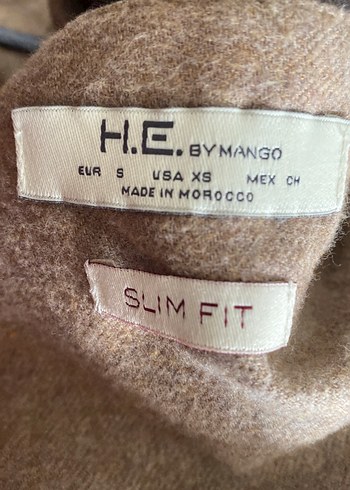 H.E. BY MANGO
EUR S USA XS MEX CH
MADE IN MOROCCO
SLIM FIT